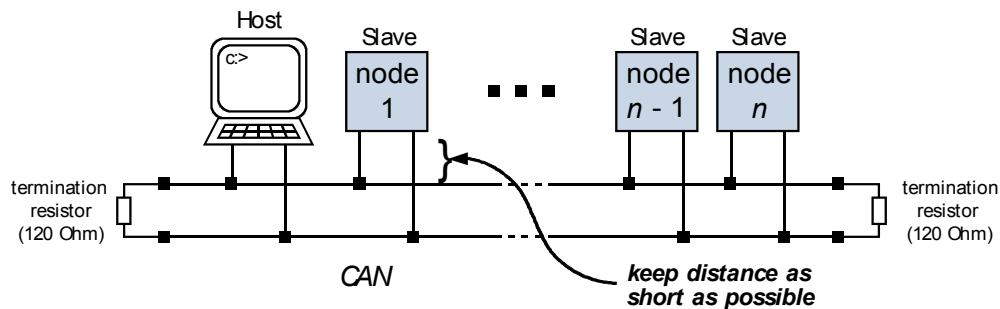 Host
c:>
Slave
node
1
Slave
node
n - 1
Slave
node
n
termination
resistor
(120 Ohm)
termination
resistor
(120 Ohm)
CAN
keep distance as
short as possible